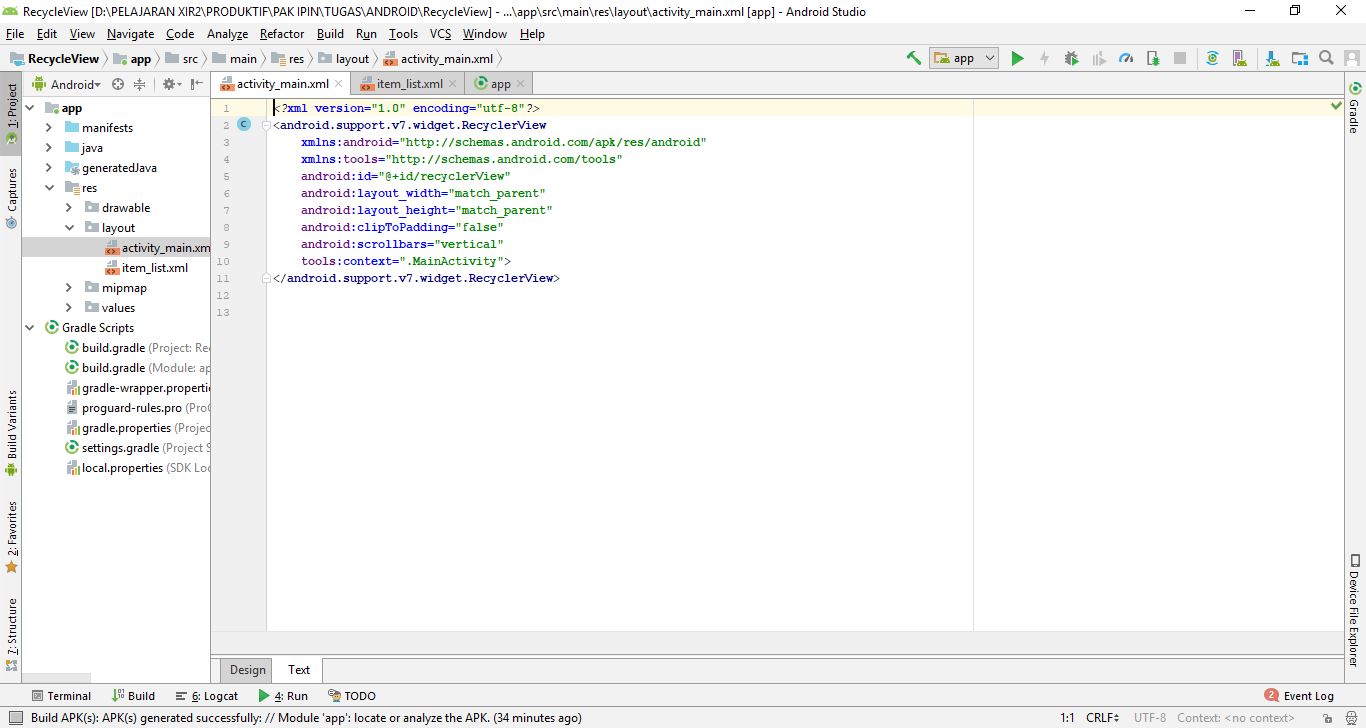 RecycleView [D:\PELAJARAN XIR2\PRODUKTIF\PAK IPIN\TUGAS\ANDROID\RecycleView] - ...\app\src\main\res\layout\activity_main.xml [app] - Android Studio
File Edit View Navigate Code Analyze Refactor Build Run Tools VCS Window Help
RecycleView app src main res layout activity_main.xml app
1: Project
Captures
Build Variants
2: Favorites
7: Structure
Android
app
manifests
java
generatedJava
res
drawable
layout
activity_main.xm
item_list.xml
mipmap
values
Gradle Scripts
build.gradle (Project: Re
build.gradle (Module: ap
gradle-wrapper.properti
proguard-rules.pro (Pro
gradle.properties (Projec
settings.gradle (Project S
local.properties (SDK Loc
activity_main.xml item_list.xml app
1 <?xml version="1.0" encoding="utf-8"?>
2 C <android.support.v7.widget.RecyclerView
3 xmlns:android="http://schemas.android.com/apk/res/android"
4 xmlns:tools="http://schemas.android.com/tools"
5 android:id="@+id/recyclerView"
6 android:layout_width="match_parent"
7 android:layout_height="match_parent"
8 android:clipToPadding="false"
9 android:scrollbars="vertical"
10 tools:context=".MainActivity">
11 </android.support.v7.widget.RecyclerView>
12
13
Gradle
Device File Explorer
Design Text
Terminal Build 6: Logcat 4: Run TODO 2 Event Log
Build APK(s): APK(s) generated successfully: // Module 'app': locate or analyze the APK. (34 minutes ago) 1:1 CRLF UTF-8 Context: <no context>